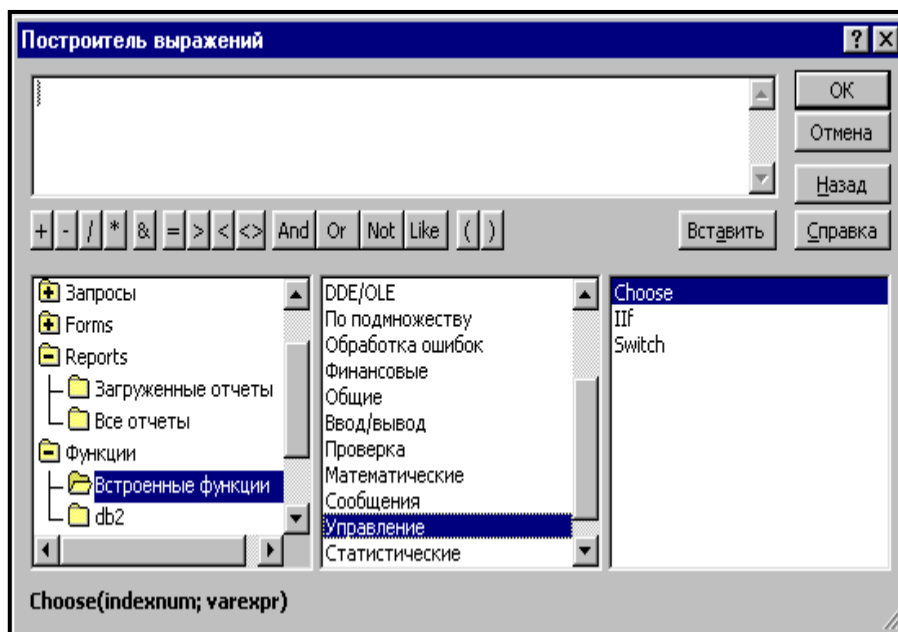 Построитель выражений
? X
ОК
Отмена
Назад
+ - / * & = > < <> And Or Not Like ( ) Вставить Справка
Запросы
Forms
Reports
Загруженные отчеты
Все отчеты
Функции
Встроенные функции
db2
DDE/OLE
По подмножеству
Обработка ошибок
Финансовые
Общие
Ввод/вывод
Проверка
Математические
Сообщения
Управление
Статистические
Choose
IIf
Switch
Choose(indexnum; varexpr)